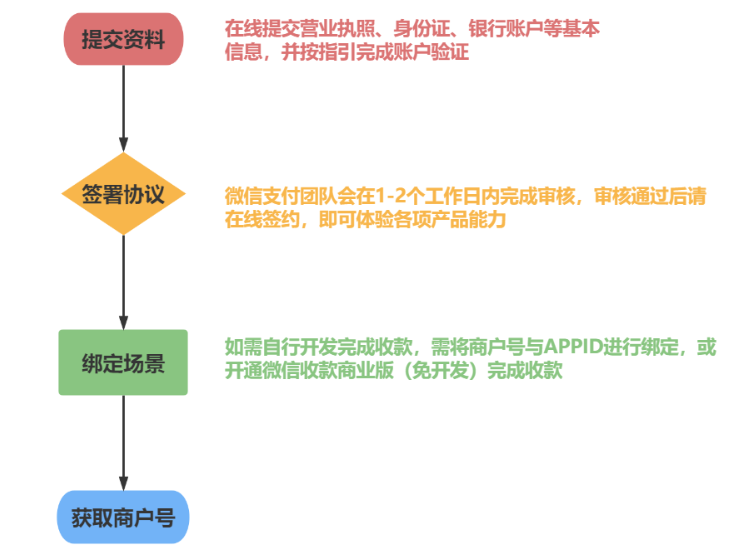 提交资料
在线提交营业执照、身份证、银行账户等基本
信息，并按指引完成账户验证
签署协议
微信支付团队会在1-2个工作日内完成审核，审核通过后请
在线签约，即可体验各项产品能力
绑定场景
如需自行开发完成收款，需将商户号与APPID进行绑定，或
开通微信收款商业版（免开发）完成收款
获取商户号